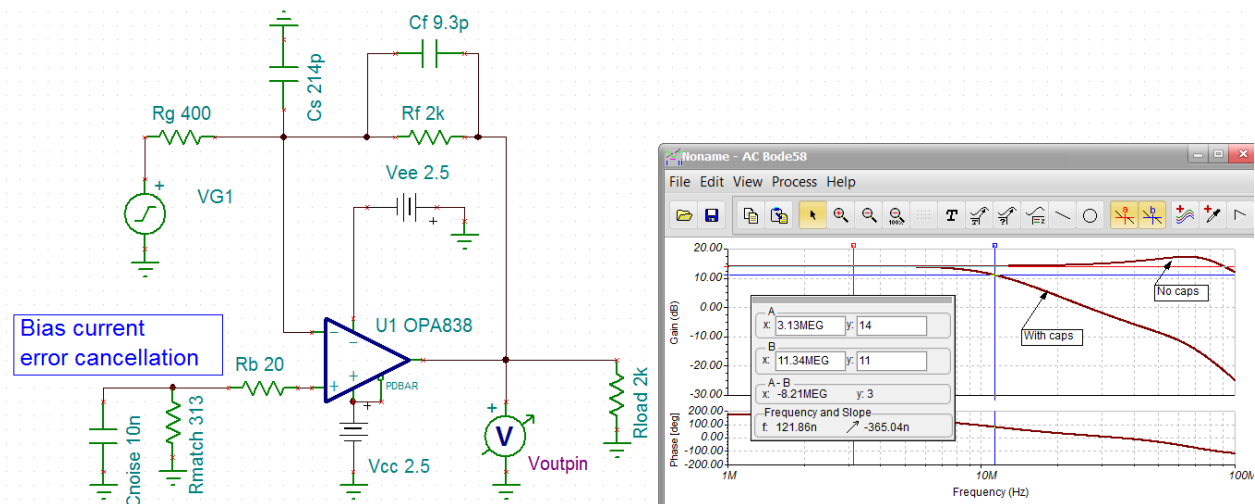 Cf 9.3p
Cs 214p
Rg 400
Rf 2k
VG1
+
Vee 2.5
+
Bias current
error cancellation
U1 OPA838
Rb 20
PDBAR
Cnoise 10n
Rmatch 313
Vcc 2.5
+
V
Voutpin
Rload 2k
Noname - AC Bode58
File Edit View Process Help
100%
T
a
b
20.00
10.00
0.00
-10.00
-20.00
-30.00
Gain (dB)
No caps
With caps
A
x: 3.13MEG y: 14
B
x: 11.34MEG y: 11
A - B
x: -8.21MEG y: 3
Frequency and Slope
f: 121.86n -365.04n
200.00
100.00
0.00
-100.00
-200.00
Phase [deg]
1M 10M 100M
Frequency (Hz)